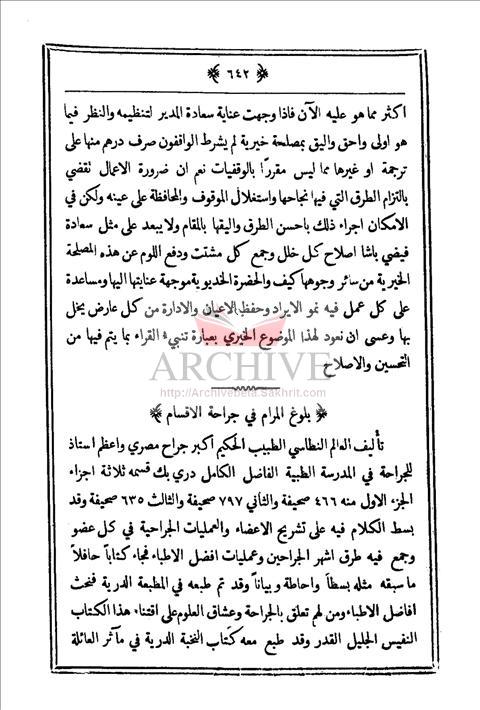 ﴿ ٦٤٢ ﴾
اكثر مما هو عليه الآن فاذا وجهت عناية سعادة المدير لتنظيمه والنظر فيما
هو اولى واحق واليق بمصلحة خيرية لم يشرط الواقفون صرف درهم منها على
ترجمة او غيرها مما ليس مقررًا بالوقفيات نعم ان ضرورة الاعمال تقضي
بالتزام الطرق التي فيها نجاحها واستغلال الموقوف والمحافظة على عينه ولكن في
الامكان اجراء ذلك باحسن الطرق واليقها بالمقام ولا يبعد على مثل سعادة
فيضي باشا اصلاح كل خلل وجمع كل مشتت ودفع اللوم عن هذه المصلحة
الخيرية من سائر وجوهها كيف والحضرة الخديوية موجهة عنايتها اليها ومساعدة
على كل عمل فيه نمو الايراد وحفظ الاعيان والادارة من كل عارض يخل
بها وعسى ان نعود لهذا الموضوع الخيري بعبارة تنبيء القراء بما يتم فيها من
التحسين والاصلاح
ARCHIVE
http://Archivebeta.Sakhrit.com
﴿ بلوغ المرام في جراحة الاقسام ﴾
تأليف العالم النطاسي الطبيب الحكيم أكبر جراح مصري واعظم استاذ
للجراحة في المدرسة الطبية الفاضل الكامل دري بك قسمه ثلاثة اجزاء
الجزء الاول منه ٤٦٦ صحيفة والثاني ٧٩٧ صحيفة والثالث ٦٣٥ صحيفة وقد
بسط الكلام فيه على تشريح الاعضاء والعمليات الجراحية في كل عضو
وجمع فيه طرق اشهر الجراحين وعمليات افضل الاطباء فجاء كتاباً حافلاً
ما سبقه مثله بسطاً واحاطة وبياناً وقد تم طبعه في المطبعة الدرية فنحث
أفاضل الاطباء ومن لهم تعلق بالجراحة وعشاق العلوم على اقتناء هذا الكتاب
النفيس الجليل القدر وقد طبع معه كتاب النخبة الدرية في مآثر العائلة